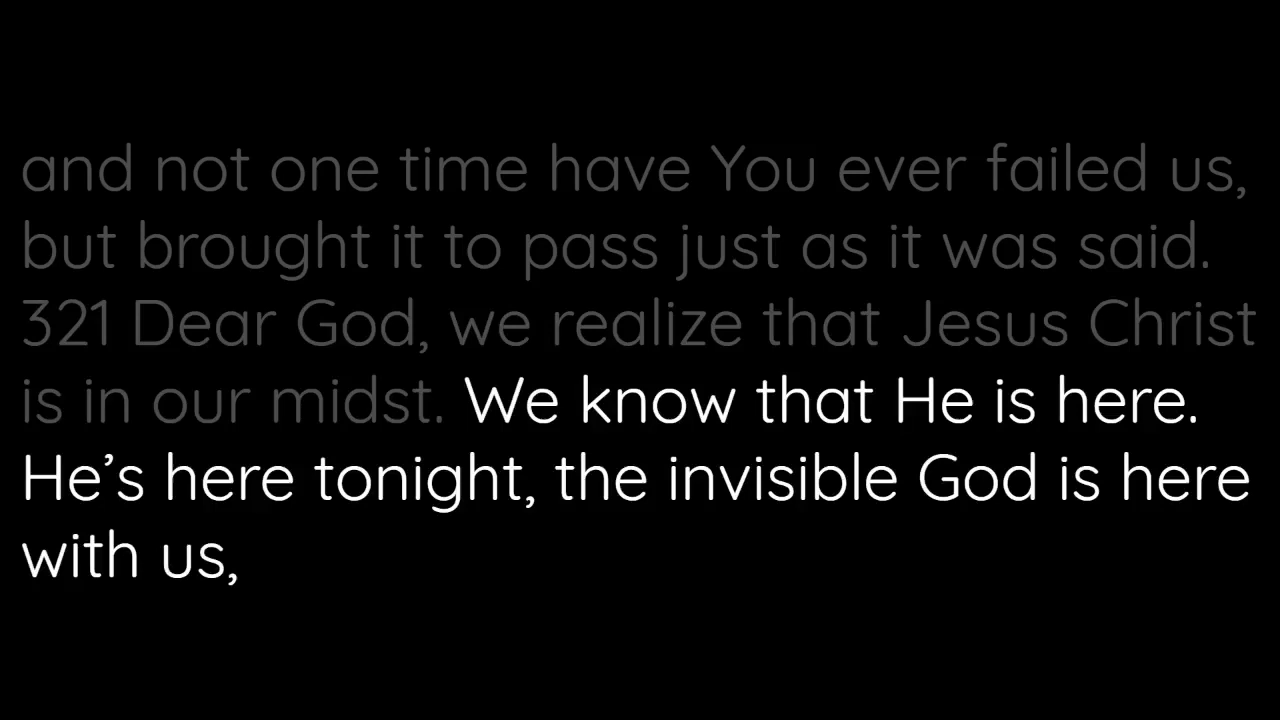 and not one time have You ever failed us,
but brought it to pass just as it was said.
321 Dear God, we realize that Jesus Christ
is in our midst. We know that He is here.
He’s here tonight, the invisible God is here
with us,